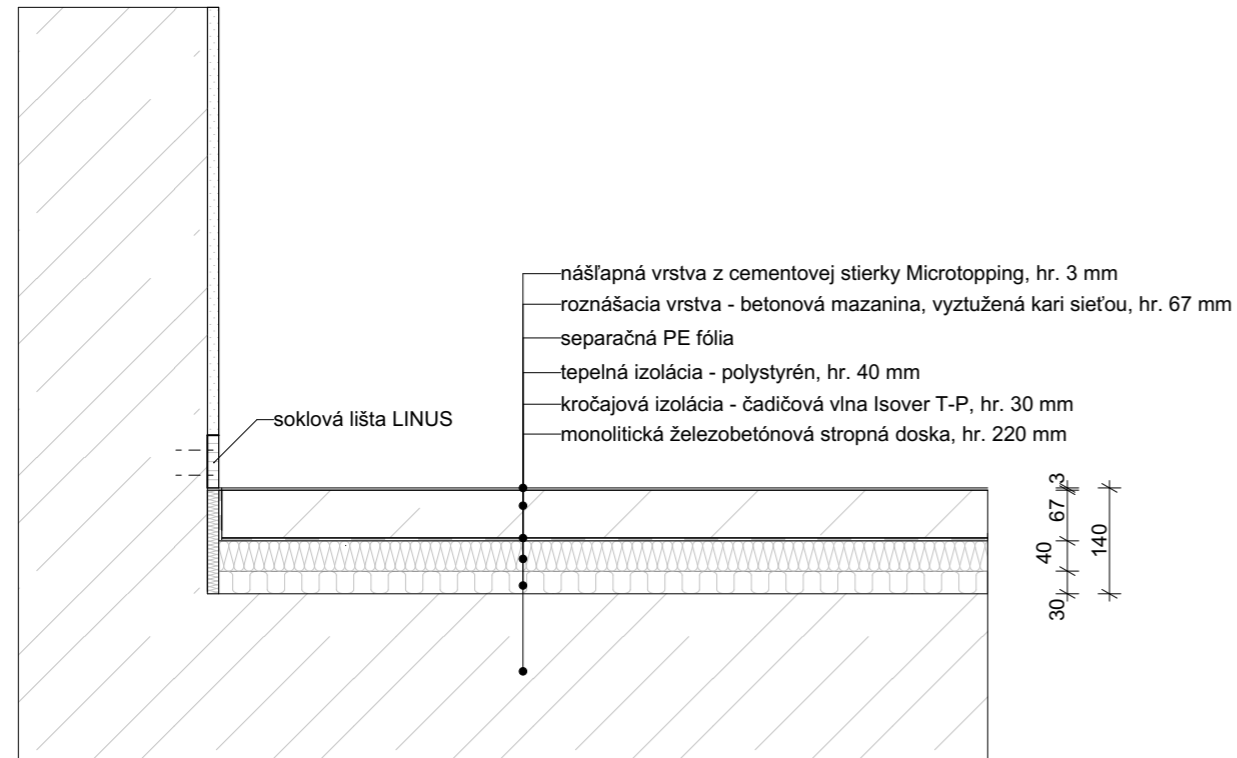 nášľapná vrstva z cementovej stierky Microtopping, hr. 3 mm
roznášacia vrstva - betonová mazanina, vyztužená kari sieťou, hr. 67 mm
separačná PE fólia
tepelná izolácia - polystyrén, hr. 40 mm
kročajová izolácia - čadičová vlna Isover T-P, hr. 30 mm
monolitická železobetónová stropná doska, hr. 220 mm
soklová lišta LINUS
3
67
40
30
140